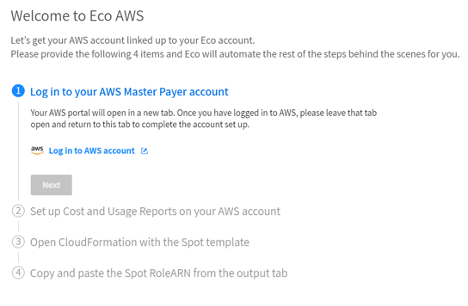 Welcome to Eco AWS
Let's get your AWS account linked up to your Eco account.
Please provide the following 4 items and Eco will automate the rest of the steps behind the scenes for you.
1 Log in to your AWS Master Payer account
Your AWS portal will open in a new tab. Once you have logged in to AWS, please leave that tab
open and return to this tab to complete the account set up.
aws Log in to AWS account
Next
2 Set up Cost and Usage Reports on your AWS account
3 Open CloudFormation with the Spot template
4 Copy and paste the Spot RoleARN from the output tab